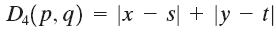 D₄(p, q) = |x − s| + |y − t|